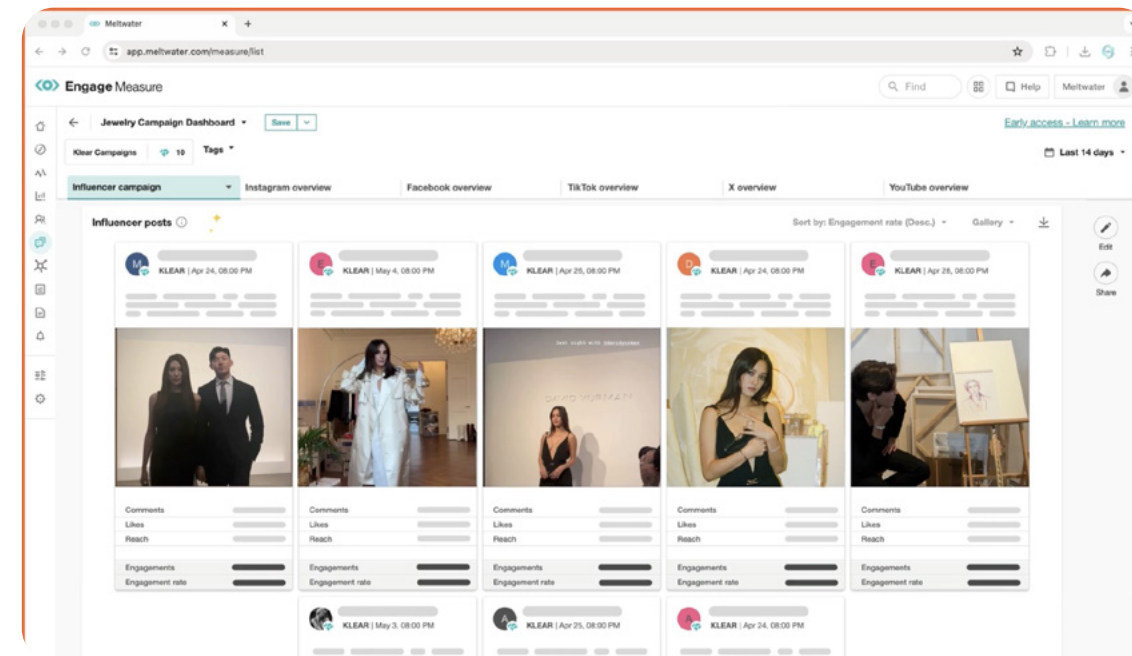 Meltwater
app.meltwater.com/measure/list
Engage Measure
Find
Help
Meltwater
Jewelry Campaign Dashboard
Save
Early access - Learn more
Klear Campaigns
10
Tags
Last 14 days
Influencer campaign
Instagram overview
Facebook overview
TikTok overview
X overview
YouTube overview
Influencer posts
Sort by: Engagement rate (Desc.)
Gallery
Edit
Share
M
KLEAR | Apr 24, 08:00 PM
E
KLEAR | May 4, 08:00 PM
M
KLEAR | Apr 25, 08:00 PM
D
KLEAR | Apr 24, 08:00 PM
E
KLEAR | Apr 28, 08:00 PM
last night with
DAVID YURMAN
Comments
Likes
Reach
Engagements
Engagement rate
Comments
Likes
Reach
Engagements
Engagement rate
Comments
Likes
Reach
Engagements
Engagement rate
Comments
Likes
Reach
Engagements
Engagement rate
Comments
Likes
Reach
Engagements
Engagement rate
KLEAR | May 3, 08:00 PM
A
KLEAR | Apr 25, 08:00 PM
A
KLEAR | Apr 24, 08:00 PM